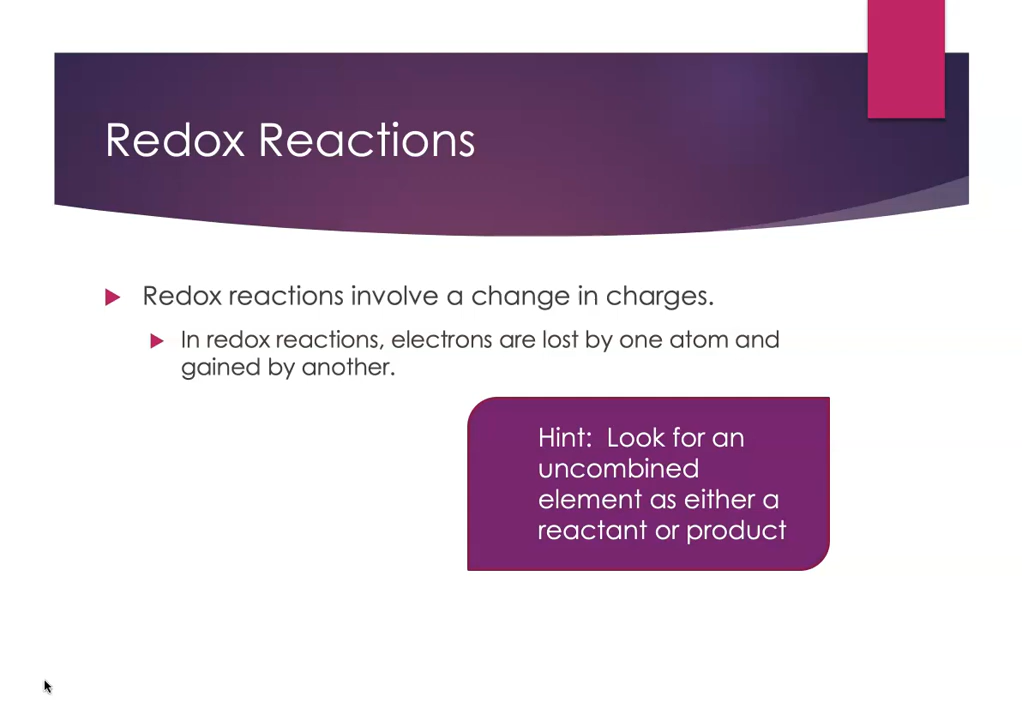 Redox Reactions
Redox reactions involve a change in charges.
In redox reactions, electrons are lost by one atom and
gained by another.
Hint:  Look for an
uncombined
element as either a
reactant or product